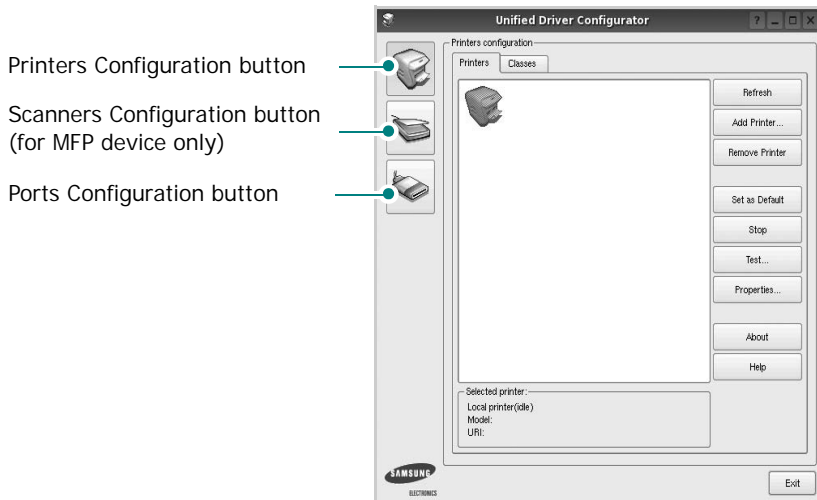 Unified Driver Configurator
Printers Configuration button
Scanners Configuration button
(for MFP device only)
Ports Configuration button
Printers configuration
Printers
Classes
Refresh
Add Printer...
Remove Printer
Set as Default
Stop
Test...
Properties...
About
Help
Selected printer:
Local printer(idle)
Model:
URI:
SAMSUNG
ELECTRONICS
Exit